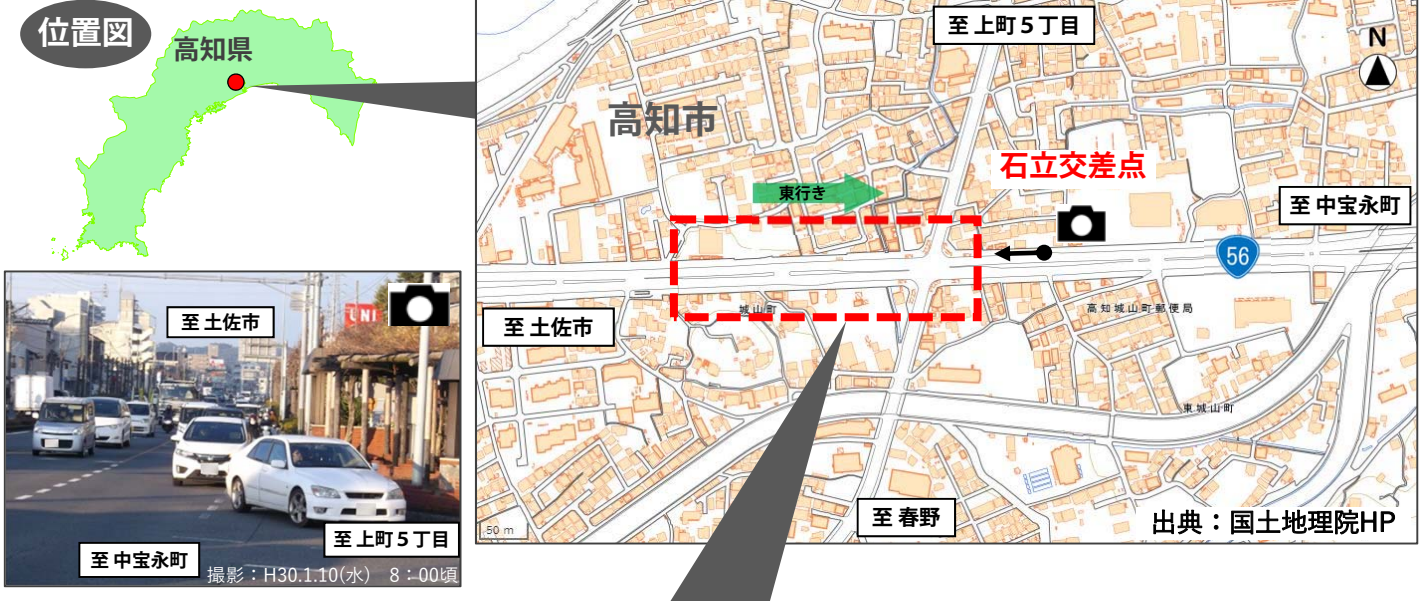 位置図
高知県
至 上町５丁目
N
高知市
石立交差点
東行き
至 中宝永町
56
至 土佐市
城山町
高知城山町郵便局
東城山町
至 春野
50 m
出典：国土地理院HP
至 土佐市
UNI
至 上町５丁目
至 中宝永町
撮影：H30.1.10(水)　8：00頃